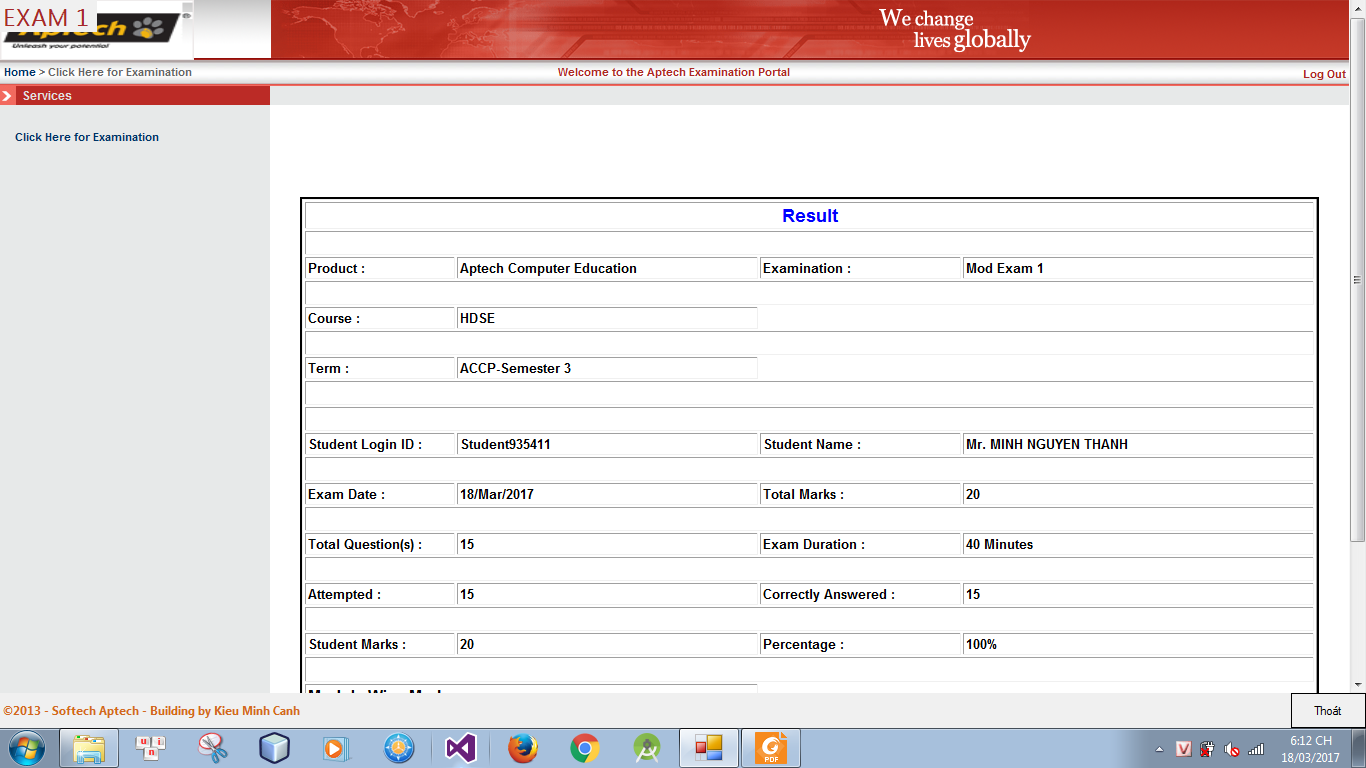 EXAM 1
Aptech
Unleash your potential
We change
lives globally
Home > Click Here for Examination
Welcome to the Aptech Examination Portal
Log Out
Services
Click Here for Examination
Result
Product : Aptech Computer Education Examination : Mod Exam 1
Course : HDSE
Term : ACCP-Semester 3
Student Login ID : Student935411 Student Name : Mr. MINH NGUYEN THANH
Exam Date : 18/Mar/2017 Total Marks : 20
Total Question(s) : 15 Exam Duration : 40 Minutes
Attempted : 15 Correctly Answered : 15
Student Marks : 20 Percentage : 100%
©2013 - Softech Aptech - Building by Kieu Minh Canh
Thoát
u n i
PDF
V
6:12 CH
18/03/2017